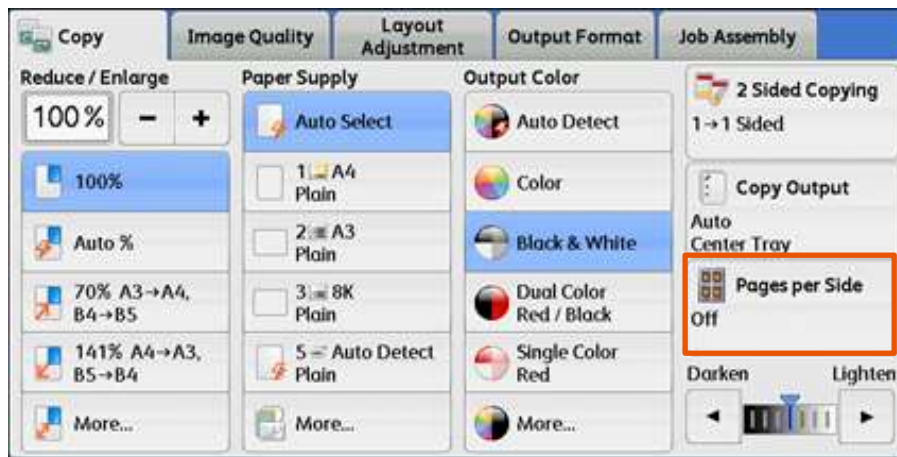 Copy
Image Quality
Layout
Adjustment
Output Format
Job Assembly
Reduce / Enlarge
100%
−
+
100%
Auto %
70% A3→A4,
B4→B5
141% A4→A3,
B5→B4
More...
Paper Supply
Auto Select
1 A4
Plain
2 A3
Plain
3 8K
Plain
5 Auto Detect
Plain
More...
Output Color
Auto Detect
Color
Black & White
Dual Color
Red / Black
Single Color
Red
More...
2 Sided Copying
1→1 Sided
Copy Output
Auto
Center Tray
Pages per Side
Off
Darken
Lighten